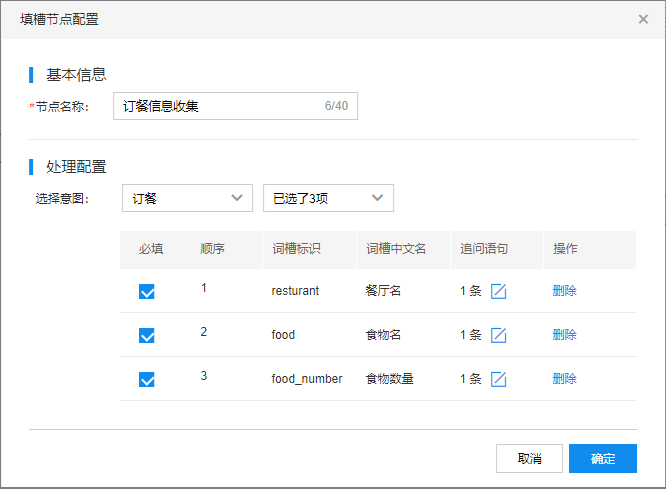 填槽节点配置
基本信息
*节点名称: 订餐信息收集 6/40
处理配置
选择意图: 订餐 已选了3项
必填 顺序 词槽标识 词槽中文名 追问语句 操作
1 resturant 餐厅名 1 条 删除
2 food 食物名 1 条 删除
3 food_number 食物数量 1 条 删除
取消 确定